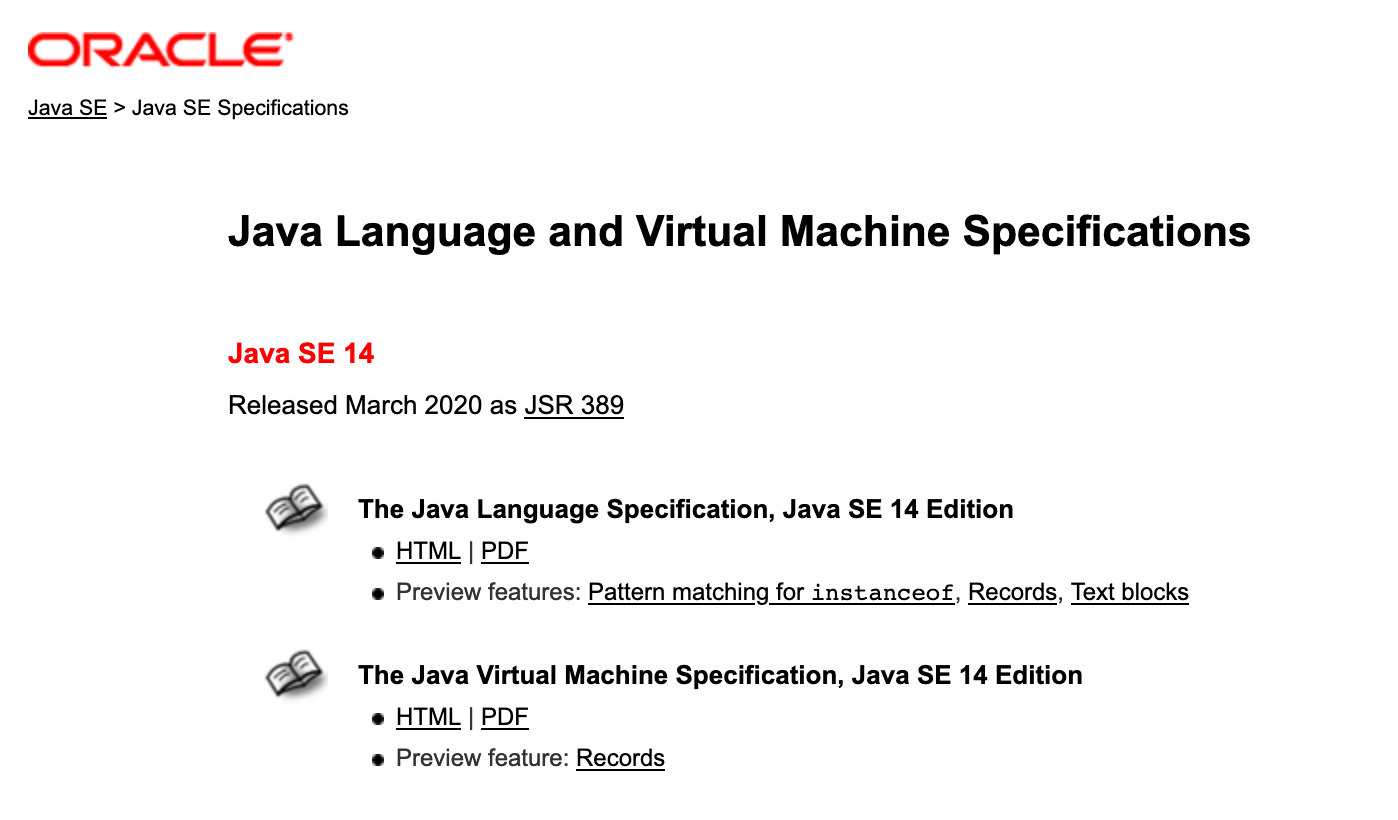 ORACLE
Java SE > Java SE Specifications
Java Language and Virtual Machine Specifications
Java SE 14
Released March 2020 as JSR 389
The Java Language Specification, Java SE 14 Edition
HTML | PDF
Preview features: Pattern matching for instanceof, Records, Text blocks
The Java Virtual Machine Specification, Java SE 14 Edition
HTML | PDF
Preview feature: Records